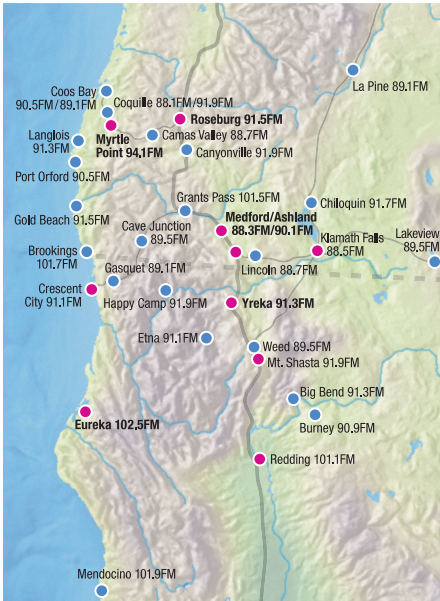 La Pine 89.1FM
Coos Bay
90.5FM/89.1FM
Coquille 88.1FM/91.9FM
Roseburg 91.5FM
Langlois
91.3FM
Myrtle
Point 94.1FM
Camas Valley 88.7FM
Canyonville 91.9FM
Port Orford 90.5FM
Grants Pass 101.5FM
Chiloquin 91.7FM
Gold Beach 91.5FM
Medford/Ashland
88.3FM/90.1FM
Cave Junction
89.5FM
Klamath Falls
88.5FM
Lakeview
89.5FM
Brookings
101.7FM
Lincoln 88.7FM
Gasquet 89.1FM
Crescent
City 91.1FM
Happy Camp 91.9FM
Yreka 91.3FM
Etna 91.1FM
Weed 89.5FM
Mt. Shasta 91.9FM
Big Bend 91.3FM
Burney 90.9FM
Eureka 102.5FM
Redding 101.1FM
Mendocino 101.9FM